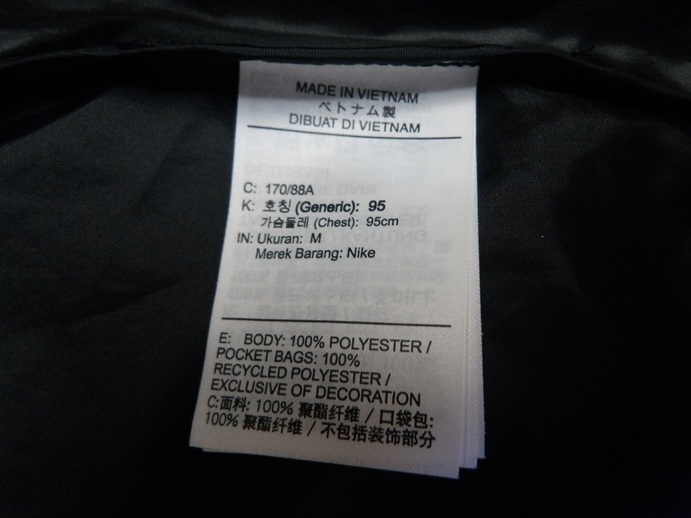 MADE IN VIETNAM
ベトナム製
DIBUAT DI VIETNAM
C: 170/88A
K: 호칭 (Generic): 95
가슴둘레 (Chest): 95cm
IN: Ukuran: M
Merek Barang: Nike
E: BODY: 100% POLYESTER /
POCKET BAGS: 100%
RECYCLED POLYESTER /
EXCLUSIVE OF DECORATION
C:面料: 100% 聚酯纤维 / 口袋包:
100% 聚酯纤维 / 不包括装饰部分